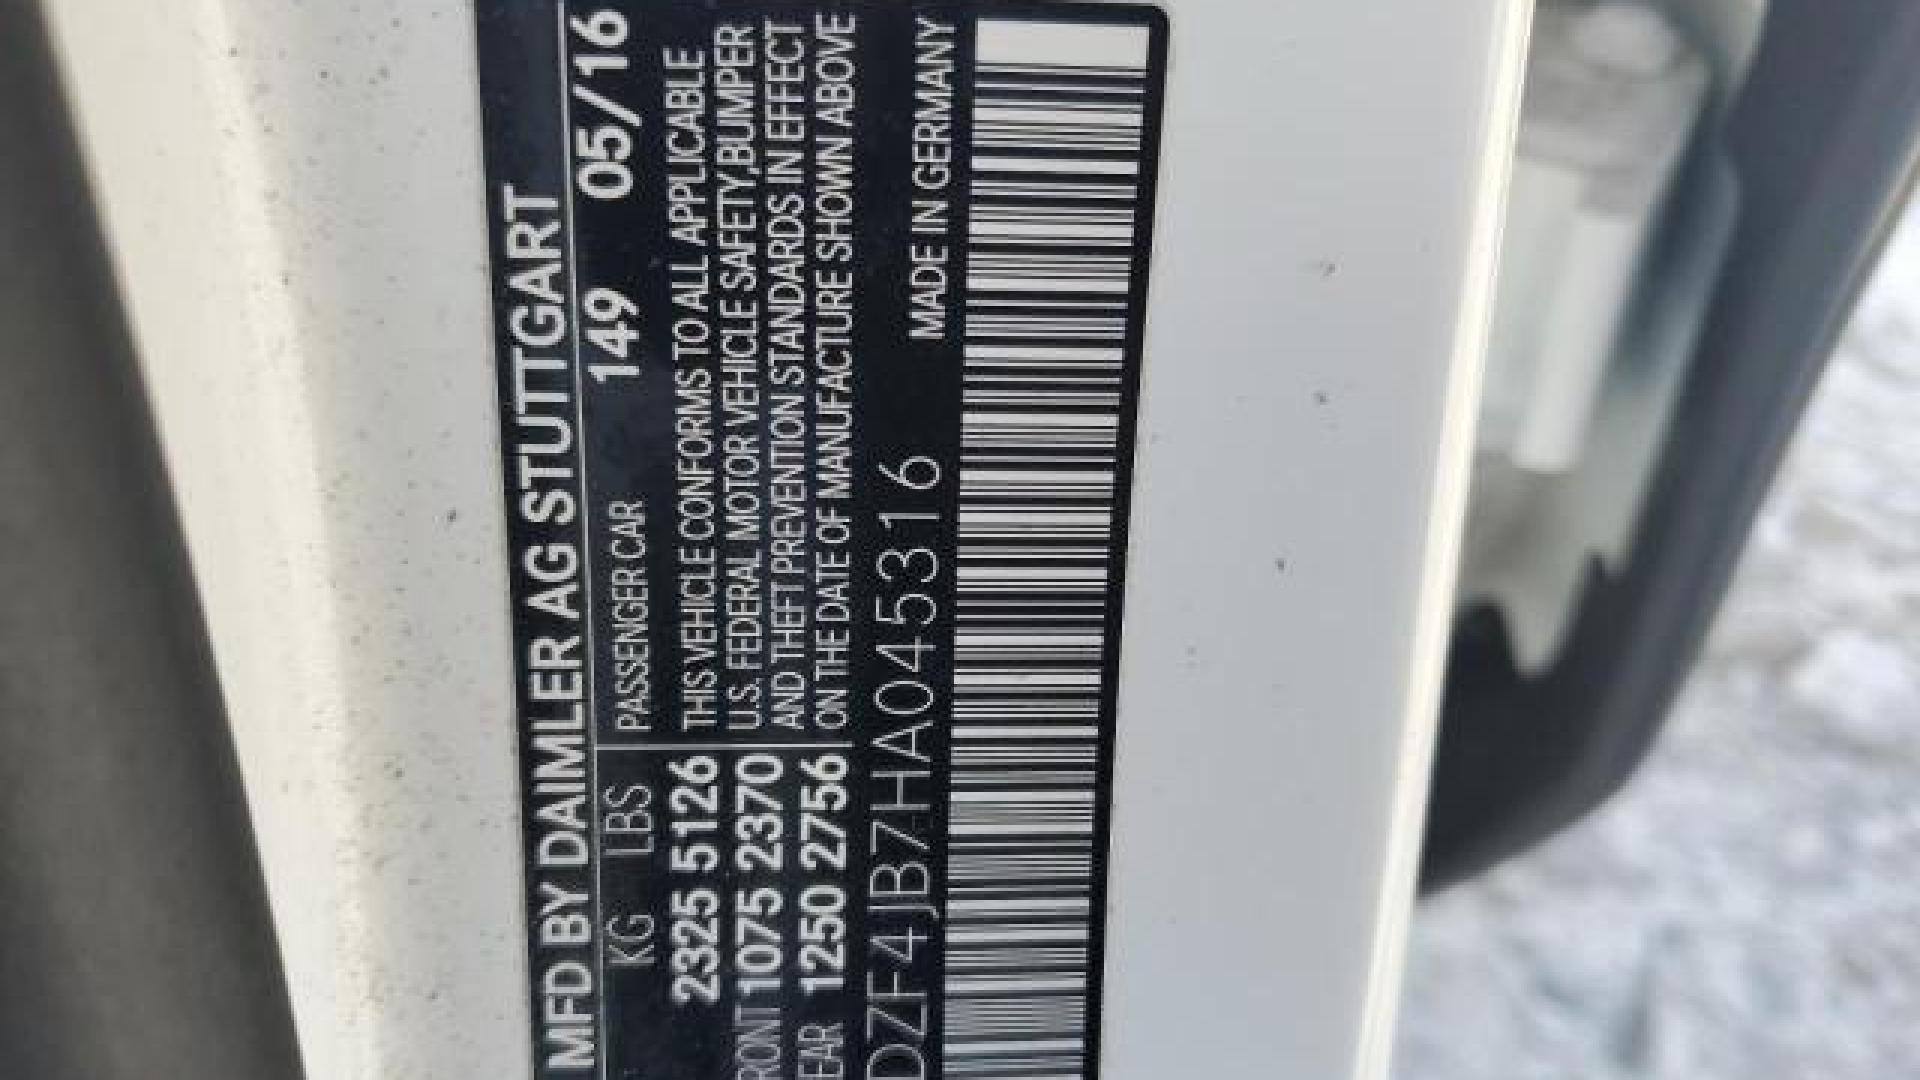 MFD BY DAIMLER AG STUTTGART
KG LBS PASSENGER CAR 149 05/16
2325 5126 THIS VEHICLE CONFORMS TO ALL APPLICABLE
RONT 1075 2370 U.S. FEDERAL MOTOR VEHICLE SAFETY,BUMPER
EAR 1250 2756 AND THEFT PREVENTION STANDARDS IN EFFECT
ON THE DATE OF MANUFACTURE SHOWN ABOVE
DZF4JB7HA045316 MADE IN GERMANY